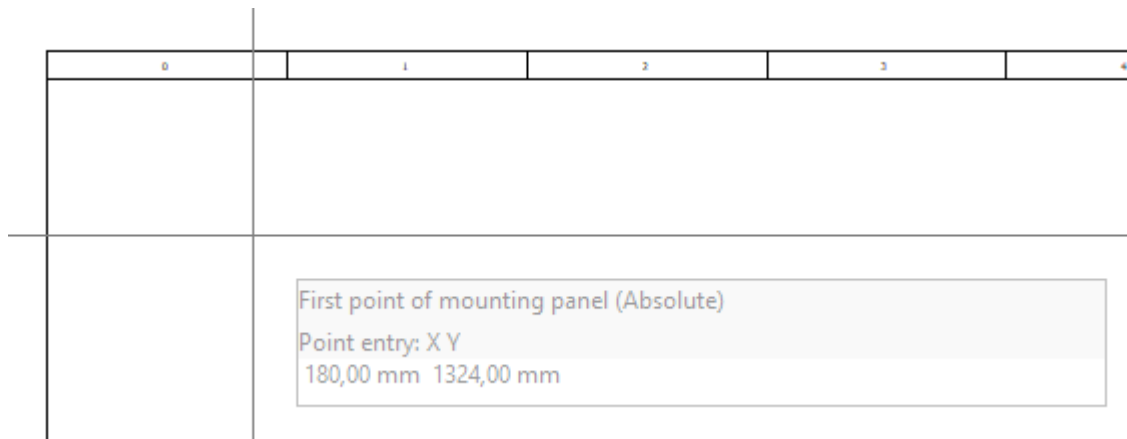 0 1 2 3 4
First point of mounting panel (Absolute)
Point entry: X Y
180,00 mm 1324,00 mm